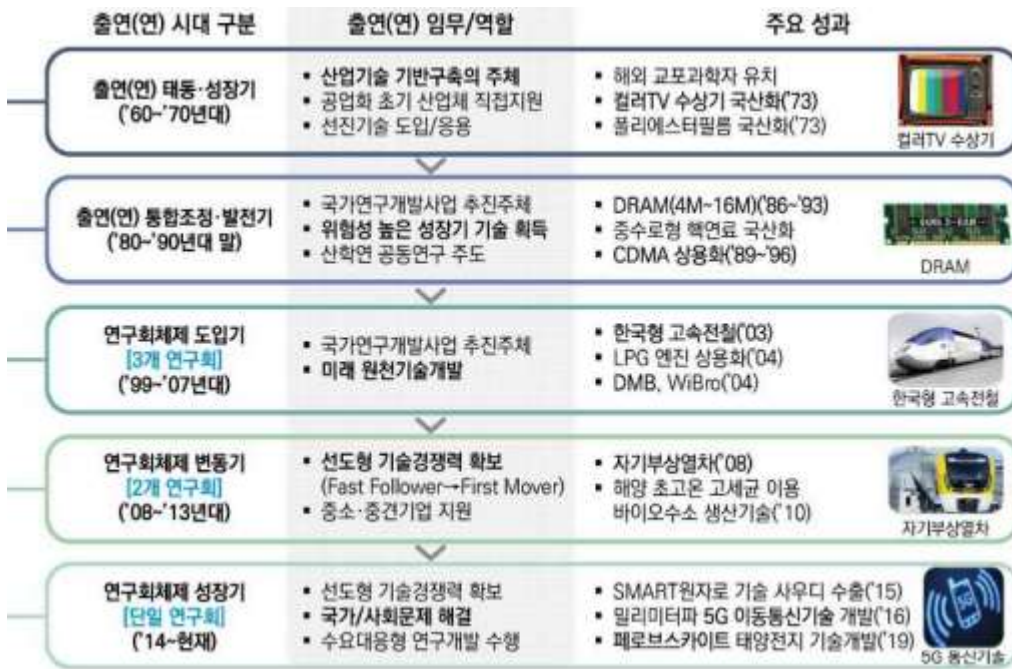 출연(연) 시대 구분
출연(연) 임무/역할
주요 성과
출연(연) 태동·성장기
('60~'70년대)
▪ 산업기술 기반구축의 주체
▪ 공업화 초기 산업체 직접지원
▪ 선진기술 도입/응용
▪ 해외 교포과학자 유치
▪ 컬러TV 수상기 국산화('73)
▪ 폴리에스터필름 국산화('73)
컬러TV 수상기
출연(연) 통합조정·발전기
('80~'90년대 말)
▪ 국가연구개발사업 추진주체
▪ 위험성 높은 성장기 기술 획득
▪ 산학연 공동연구 주도
▪ DRAM(4M~16M)('86~'93)
▪ 중수로형 핵연료 국산화
▪ CDMA 상용화('89~'96)
DRAM
연구회체제 도입기
[3개 연구회]
('99~'07년대)
▪ 국가연구개발사업 추진주체
▪ 미래 원천기술개발
▪ 한국형 고속전철('03)
▪ LPG 엔진 상용화('04)
▪ DMB, WiBro('04)
한국형 고속전철
연구회체제 변동기
[2개 연구회]
('08~'13년대)
▪ 선도형 기술경쟁력 확보
(Fast Follower→First Mover)
▪ 중소·중견기업 지원
▪ 자기부상열차('08)
▪ 해양 초고온 고세균 이용
바이오수소 생산기술('10)
자기부상열차
연구회체제 성장기
[단일 연구회]
('14~현재)
▪ 선도형 기술경쟁력 확보
▪ 국가/사회문제 해결
▪ 수요대응형 연구개발 수행
▪ SMART원자로 기술 사우디 수출('15)
▪ 밀리미터파 5G 이동통신기술 개발('16)
▪ 페로브스카이트 태양전지 기술개발('19)
5G 통신기술